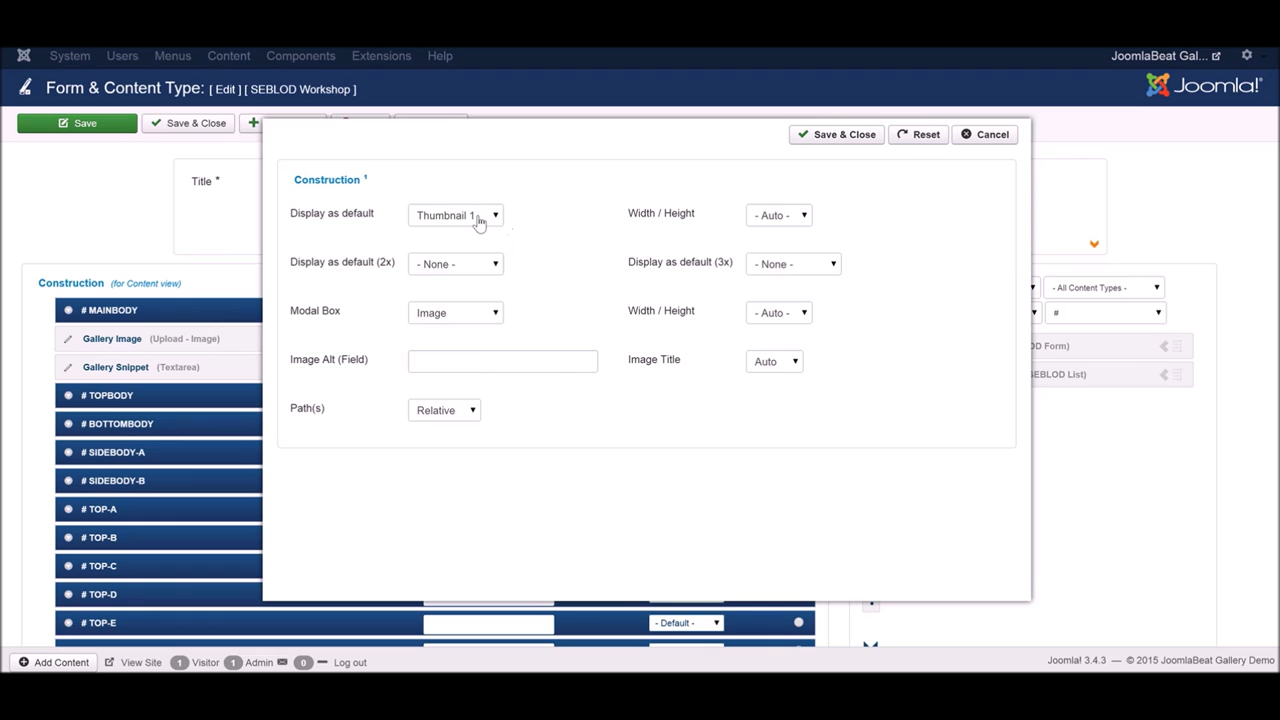 System Users Menus Content Components Extensions Help JoomlaBeat Gal...
Form & Content Type: [ Edit ] [ SEBLOD Workshop ] Joomla!
Save Save & Close
Save & Close Reset Cancel
Title *
Construction 1
Display as default Thumbnail 1 Width / Height - Auto -
Display as default (2x) - None - Display as default (3x) - None -
Modal Box Image Width / Height - Auto -
Image Alt (Field) Image Title Auto
Path(s) Relative
Construction (for Content view) - All Content Types -
# MAINBODY #
Gallery Image (Upload - Image) D Form)
Gallery Snippet (Textarea) EBLOD List)
# TOPBODY
# BOTTOMBODY
# SIDEBODY-A
# SIDEBODY-B
# TOP-A
# TOP-B
# TOP-C
# TOP-D
# TOP-E - Default -
Add Content View Site 1 Visitor 1 Admin 0 Log out Joomla! 3.4.3 — © 2015 JoomlaBeat Gallery Demo